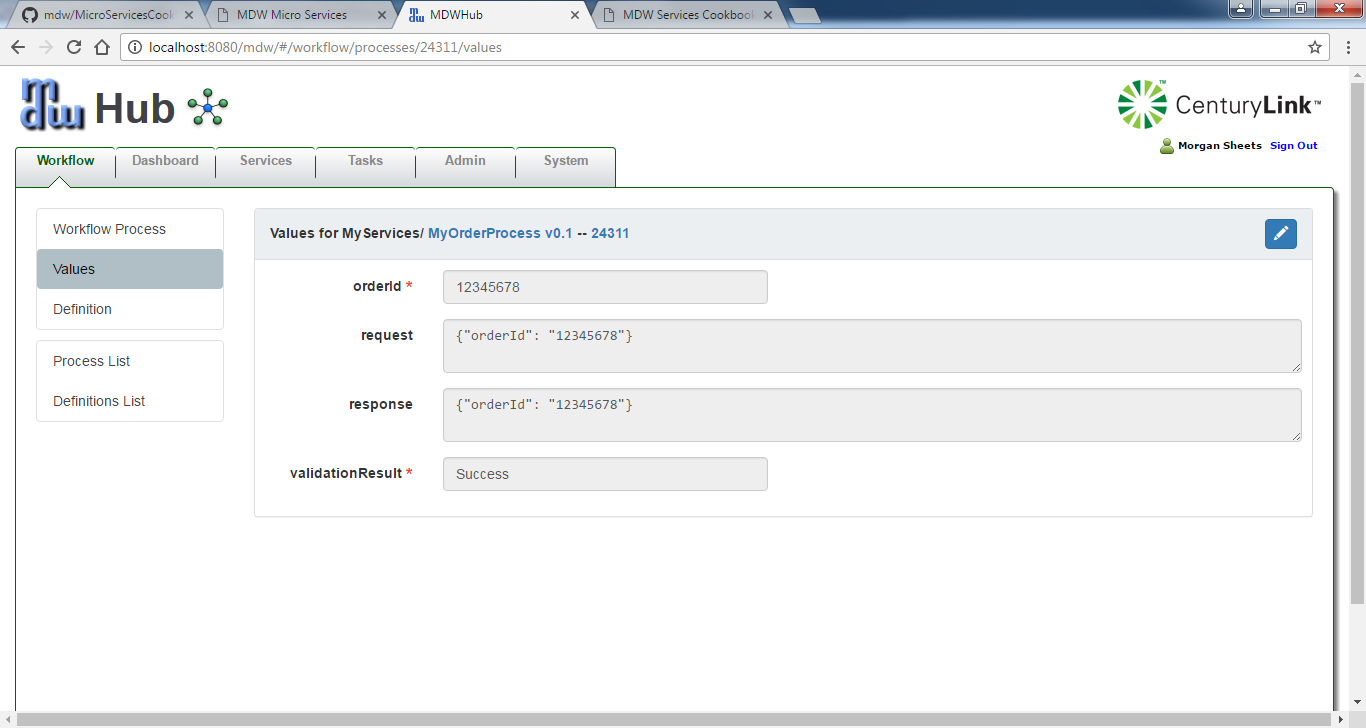 mdw/MicroServicesCook
MDW Micro Services
MDWHub
MDW Services Cookboo
localhost:8080/mdw/#/workflow/processes/24311/values
mdw Hub
CenturyLink™
Morgan Sheets Sign Out
Workflow Dashboard Services Tasks Admin System
Workflow Process
Values
Definition
Process List
Definitions List
Values for MyServices/ MyOrderProcess v0.1 -- 24311
orderId * 12345678
request {"orderId": "12345678"}
response {"orderId": "12345678"}
validationResult * Success